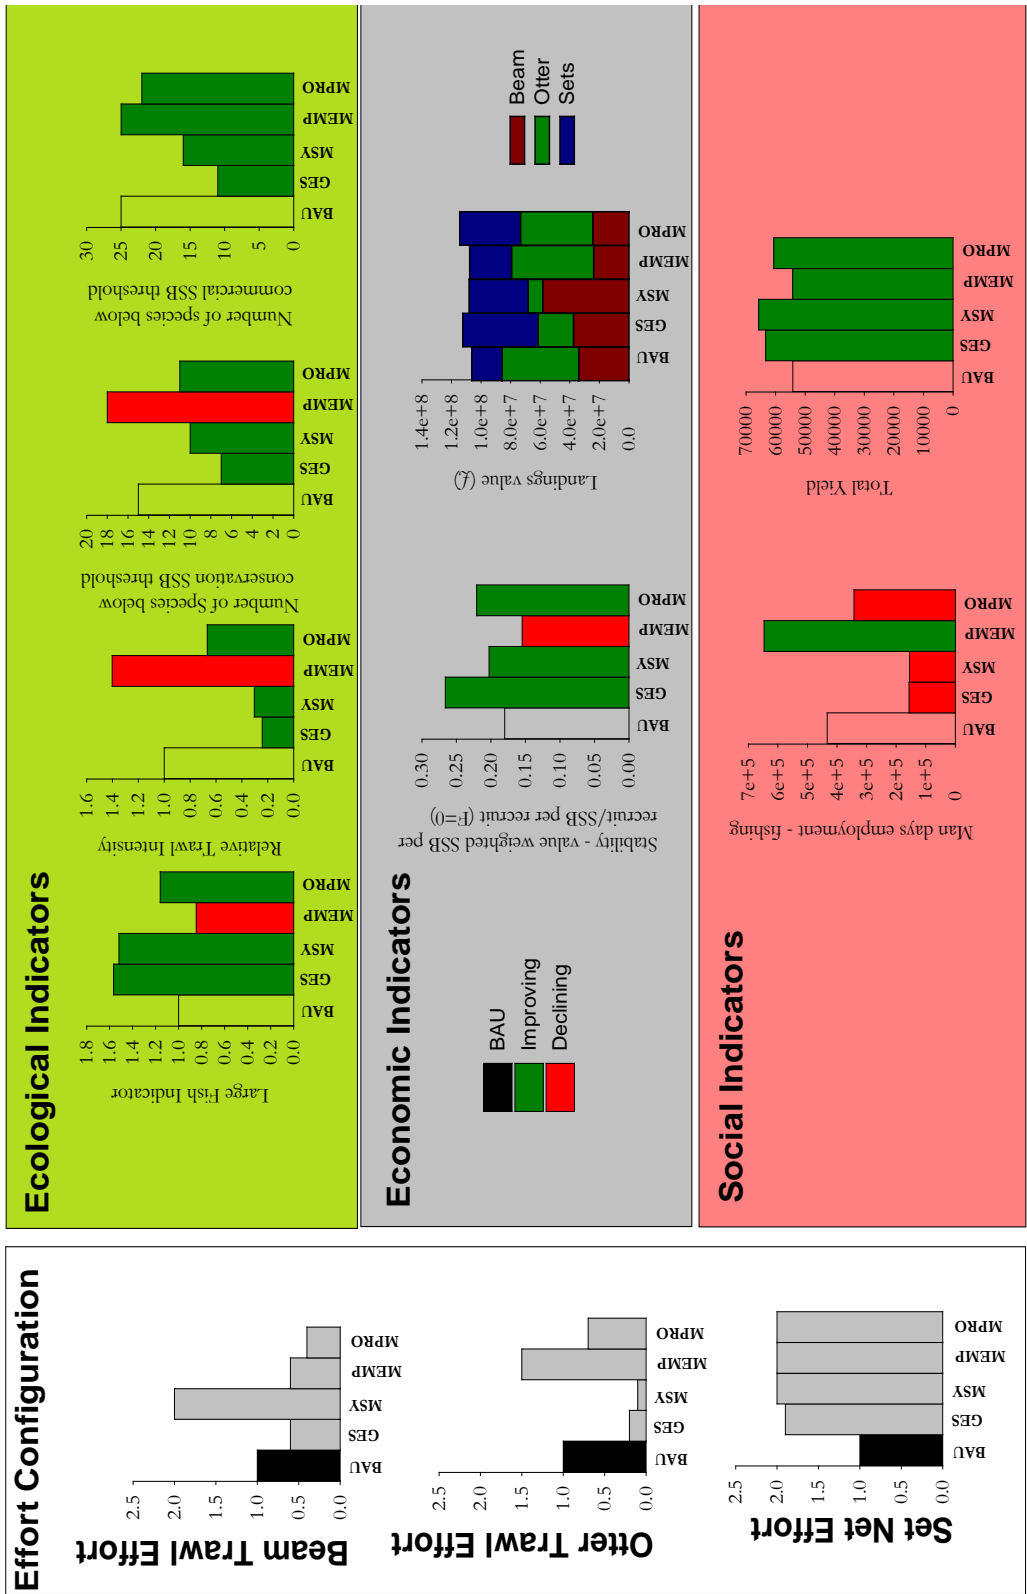 Effort Configuration
Beam Trawl Effort
2.5
2.0
1.5
1.0
0.5
0.0
BAU
GES
MSY
MEMP
MPRO
Otter Trawl Effort
2.5
2.0
1.5
1.0
0.5
0.0
BAU
GES
MSY
MEMP
MPRO
Set Net Effort
2.5
2.0
1.5
1.0
0.5
0.0
BAU
GES
MSY
MEMP
MPRO
Ecological Indicators
Large Fish Indicator
1.8
1.6
1.4
1.2
1.0
0.8
0.6
0.4
0.2
0.0
BAU
GES
MSY
MEMP
MPRO
Relative Trawl Intensity
1.6
1.4
1.2
1.0
0.8
0.6
0.4
0.2
0.0
BAU
GES
MSY
MEMP
MPRO
Number of Species below
conservation SSB threshold
20
18
16
14
12
10
8
6
4
2
0
BAU
GES
MSY
MEMP
MPRO
Number of species below
commercial SSB threshold
30
25
20
15
10
5
0
BAU
GES
MSY
MEMP
MPRO
Economic Indicators
BAU
Improving
Declining
Stability - value weighted SSB per
recruit/SSB per recruit (F=0)
0.30
0.25
0.20
0.15
0.10
0.05
0.00
BAU
GES
MSY
MEMP
MPRO
Landings value (£)
1.4e+8
1.2e+8
1.0e+8
8.0e+7
6.0e+7
4.0e+7
2.0e+7
0.0
BAU
GES
MSY
MEMP
MPRO
Beam
Otter
Sets
Social Indicators
Man days employment - fishing
7e+5
6e+5
5e+5
4e+5
3e+5
2e+5
1e+5
0
BAU
GES
MSY
MEMP
MPRO
Total Yield
70000
60000
50000
40000
30000
20000
10000
0
BAU
GES
MSY
MEMP
MPRO